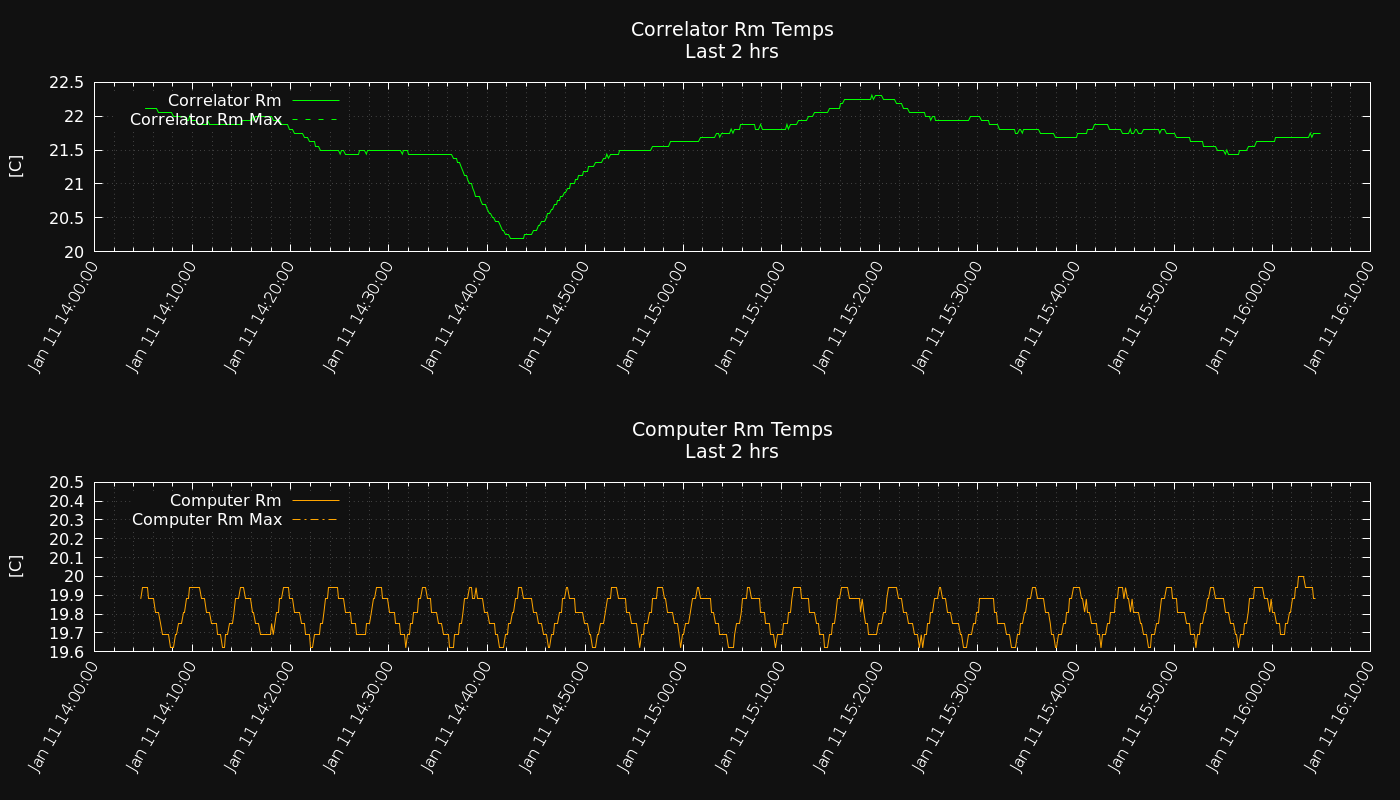 Correlator Rm Temps
Last 2 hrs
22.5
22
21.5
21
20.5
20
[C]
Correlator Rm
Correlator Rm Max
Jan 11 14:00:00
Jan 11 14:10:00
Jan 11 14:20:00
Jan 11 14:30:00
Jan 11 14:40:00
Jan 11 14:50:00
Jan 11 15:00:00
Jan 11 15:10:00
Jan 11 15:20:00
Jan 11 15:30:00
Jan 11 15:40:00
Jan 11 15:50:00
Jan 11 16:00:00
Jan 11 16:10:00
Computer Rm Temps
Last 2 hrs
20.5
20.4
20.3
20.2
20.1
20
19.9
19.8
19.7
19.6
[C]
Computer Rm
Computer Rm Max
Jan 11 14:00:00
Jan 11 14:10:00
Jan 11 14:20:00
Jan 11 14:30:00
Jan 11 14:40:00
Jan 11 14:50:00
Jan 11 15:00:00
Jan 11 15:10:00
Jan 11 15:20:00
Jan 11 15:30:00
Jan 11 15:40:00
Jan 11 15:50:00
Jan 11 16:00:00
Jan 11 16:10:00